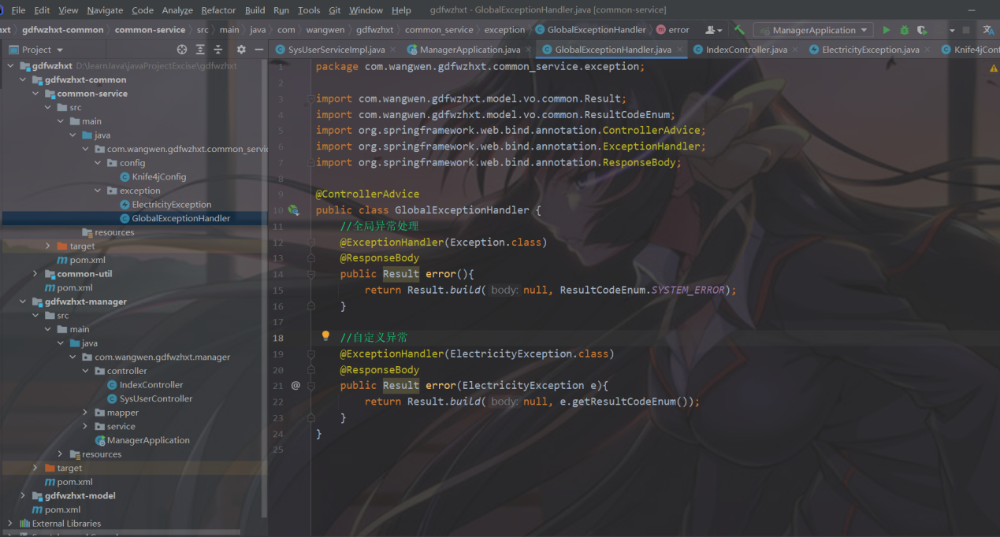 File Edit View Navigate Code Analyze Refactor Build Run Tools Git Window Help gdfwzhxt - GlobalExceptionHandler.java [common-service]
gdfwzhxt-common common-service src main java com wangwen gdfwzhxt common_service exception GlobalExceptionHandler error ManagerApplication
Project
SysUserServiceImpl.java ManagerApplication.java GlobalExceptionHandler.java IndexController.java ElectricityException.java
gdfwzhxt D:\learnJava\javaProjectExcise\gdfwzhxt
gdfwzhxt-common
common-service
src
main
java
config
Knife4jConfig
exception
ElectricityException
GlobalExceptionHandler
resources
target
pom.xml
common-util
pom.xml
gdfwzhxt-manager
src
main
java
com.wangwen.gdfwzhxt.manager
controller
IndexController
SysUserController
mapper
service
ManagerApplication
resources
target
pom.xml
gdfwzhxt-model
pom.xml
External Libraries
1 package com.wangwen.gdfwzhxt.common_service.exception;
2
3 import com.wangwen.gdfwzhxt.model.vo.common.Result;
4 import com.wangwen.gdfwzhxt.model.vo.common.ResultCodeEnum;
5 import org.springframework.web.bind.annotation.ControllerAdvice;
6 import org.springframework.web.bind.annotation.ExceptionHandler;
7 import org.springframework.web.bind.annotation.ResponseBody;
8
9 @ControllerAdvice
10 public class GlobalExceptionHandler {
11 //全局异常处理
12 @ExceptionHandler(Exception.class)
13 @ResponseBody
14 public Result error(){
15 return Result.build( body: null, ResultCodeEnum.SYSTEM_ERROR);
16 }
17
18 //自定义异常
19 @ExceptionHandler(ElectricityException.class)
20 @ResponseBody
21 @ public Result error(ElectricityException e){
22 return Result.build( body: null, e.getResultCodeEnum());
23 }
24 }
25